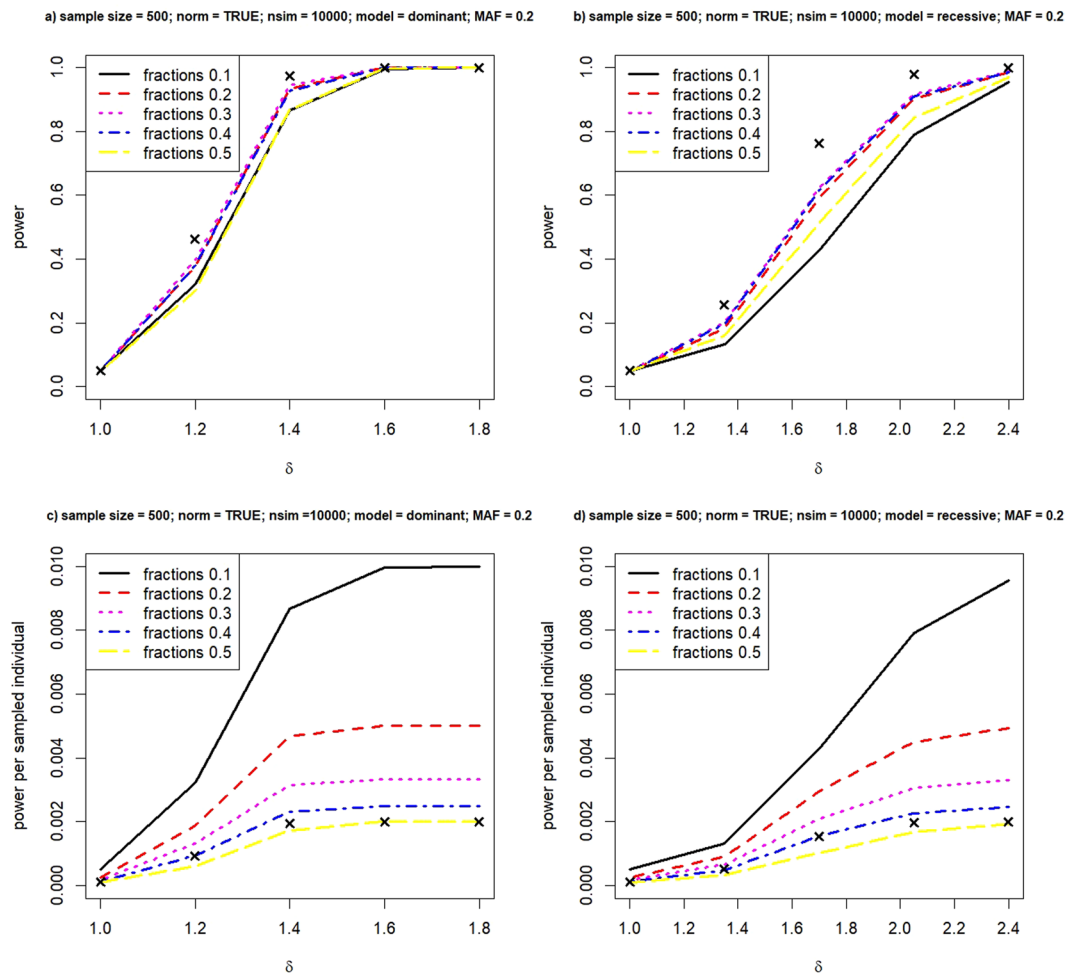 a) sample size = 500; norm = TRUE; nsim = 10000; model = dominant; MAF = 0.2
fractions 0.1
fractions 0.2
fractions 0.3
fractions 0.4
fractions 0.5
power
0.0
0.2
0.4
0.6
0.8
1.0
1.0
1.2
1.4
1.6
1.8
δ
b) sample size = 500; norm = TRUE; nsim = 10000; model = recessive; MAF = 0.2
fractions 0.1
fractions 0.2
fractions 0.3
fractions 0.4
fractions 0.5
power
0.0
0.2
0.4
0.6
0.8
1.0
1.0
1.2
1.4
1.6
1.8
2.0
2.2
2.4
δ
c) sample size = 500; norm = TRUE; nsim =10000; model = dominant; MAF = 0.2
fractions 0.1
fractions 0.2
fractions 0.3
fractions 0.4
fractions 0.5
power per sampled individual
0.000
0.002
0.004
0.006
0.008
0.010
1.0
1.2
1.4
1.6
1.8
δ
d) sample size = 500; norm = TRUE; nsim = 10000; model = recessive; MAF = 0.2
fractions 0.1
fractions 0.2
fractions 0.3
fractions 0.4
fractions 0.5
power per sampled individual
0.000
0.002
0.004
0.006
0.008
0.010
1.0
1.2
1.4
1.6
1.8
2.0
2.2
2.4
δ